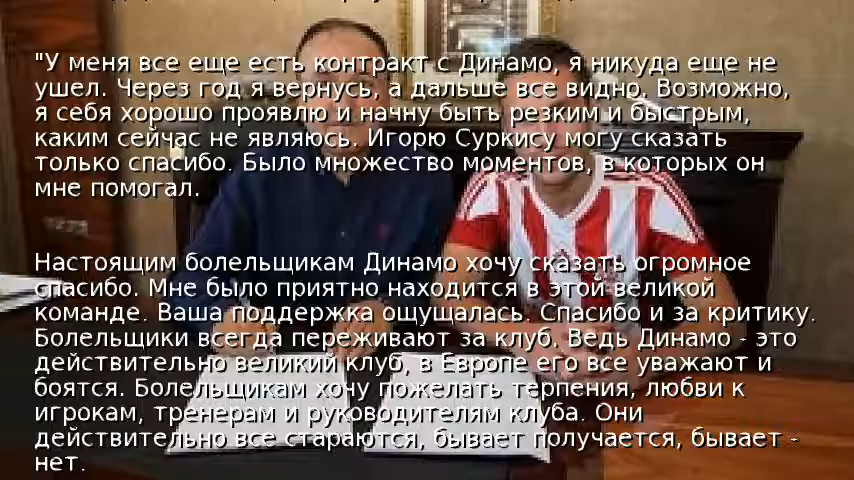 "У меня все еще есть контракт с Динамо, я никуда еще не
ушел. Через год я вернусь, а дальше все видно. Возможно,
я себя хорошо проявлю и начну быть резким и быстрым,
каким сейчас не являюсь. Игорю Суркису могу сказать
только спасибо. Было множество моментов, в которых он
мне помогал.
Настоящим болельщикам Динамо хочу сказать огромное
спасибо. Мне было приятно находится в этой великой
команде. Ваша поддержка ощущалась. Спасибо и за критику.
Болельщики всегда переживают за клуб. Ведь Динамо - это
действительно великий клуб, в Европе его все уважают и
боятся. Болельщикам хочу пожелать терпения, любви к
игрокам, тренерам и руководителям клуба. Они
действительно все стараются, бывает получается, бывает -
нет.